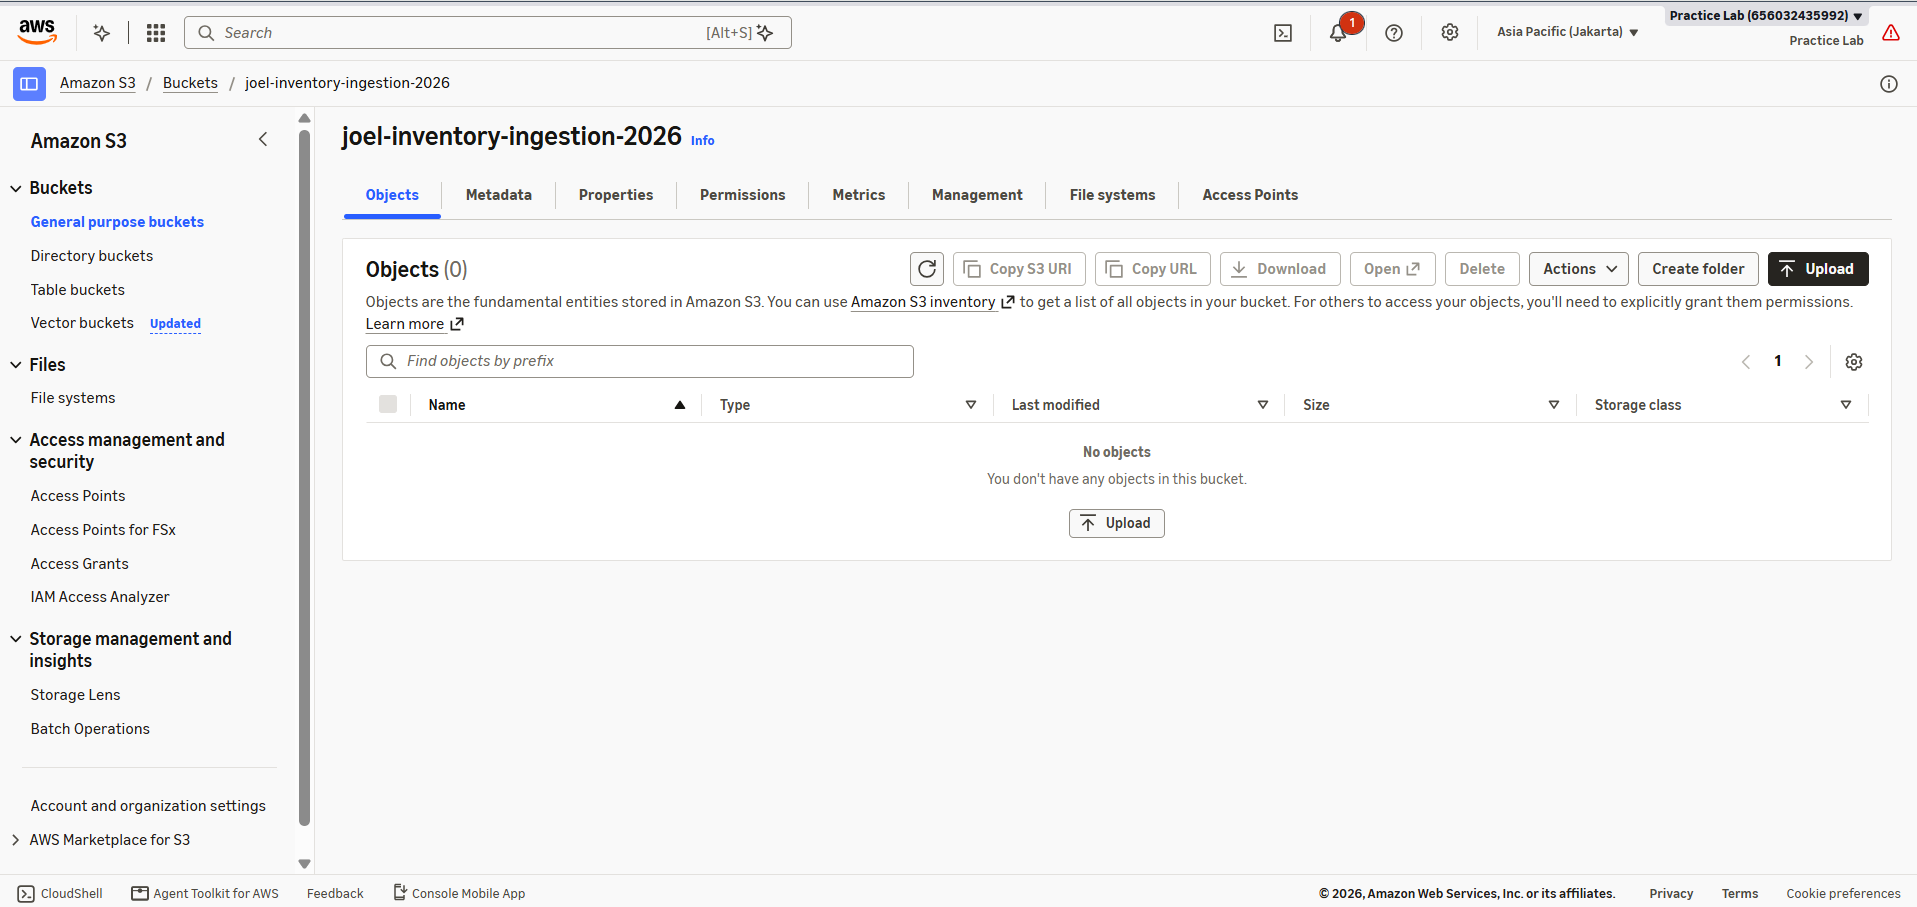 aws
Search
[Alt+S]
1
Asia Pacific (Jakarta)
Practice Lab (656032435992)
Practice Lab
Amazon S3 / Buckets / joel-inventory-ingestion-2026
Amazon S3
Buckets
General purpose buckets
Directory buckets
Table buckets
Vector buckets Updated
Files
File systems
Access management and
security
Access Points
Access Points for FSx
Access Grants
IAM Access Analyzer
Storage management and
insights
Storage Lens
Batch Operations
Account and organization settings
AWS Marketplace for S3
joel-inventory-ingestion-2026 Info
Objects Metadata Properties Permissions Metrics Management File systems Access Points
Objects (0)
Copy S3 URI Copy URL Download Open Delete Actions Create folder Upload
Objects are the fundamental entities stored in Amazon S3. You can use Amazon S3 inventory to get a list of all objects in your bucket. For others to access your objects, you'll need to explicitly grant them permissions.
Learn more
Find objects by prefix
1
Name Type Last modified Size Storage class
No objects
You don't have any objects in this bucket.
Upload
CloudShell Agent Toolkit for AWS Feedback Console Mobile App
© 2026, Amazon Web Services, Inc. or its affiliates. Privacy Terms Cookie preferences